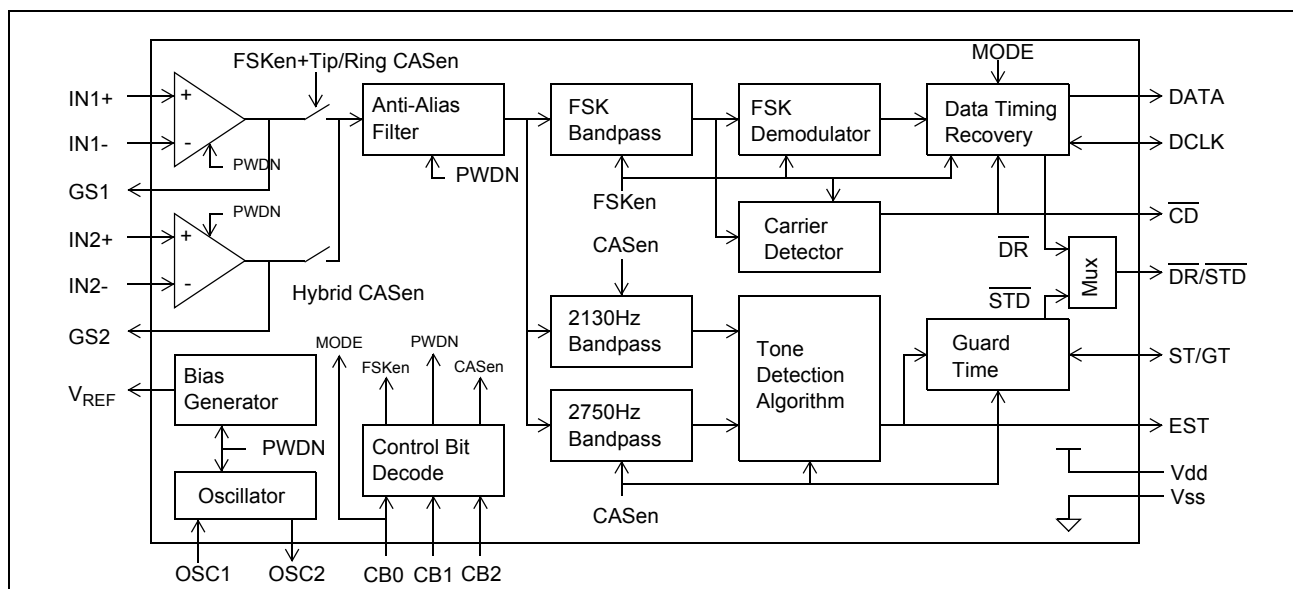 FSKen+Tip/Ring CASen
MODE
IN1+
+
Anti-Alias
Filter
FSK
Bandpass
FSK
Demodulator
Data Timing
Recovery
DATA
IN1-
-
PWDN
PWDN
DCLK
GS1
FSKen
PWDN
Carrier
Detector
CD
IN2+
+
CASen
DR
Mux
DR/STD
IN2-
-
Hybrid CASen
STD
GS2
MODE
PWDN
FSKen
CASen
2130Hz
Bandpass
Tone
Detection
Algorithm
Guard
Time
ST/GT
VREF
Bias
Generator
2750Hz
Bandpass
EST
PWDN
Control Bit
Decode
Vdd
Oscillator
CASen
Vss
OSC1
OSC2
CB0
CB1
CB2